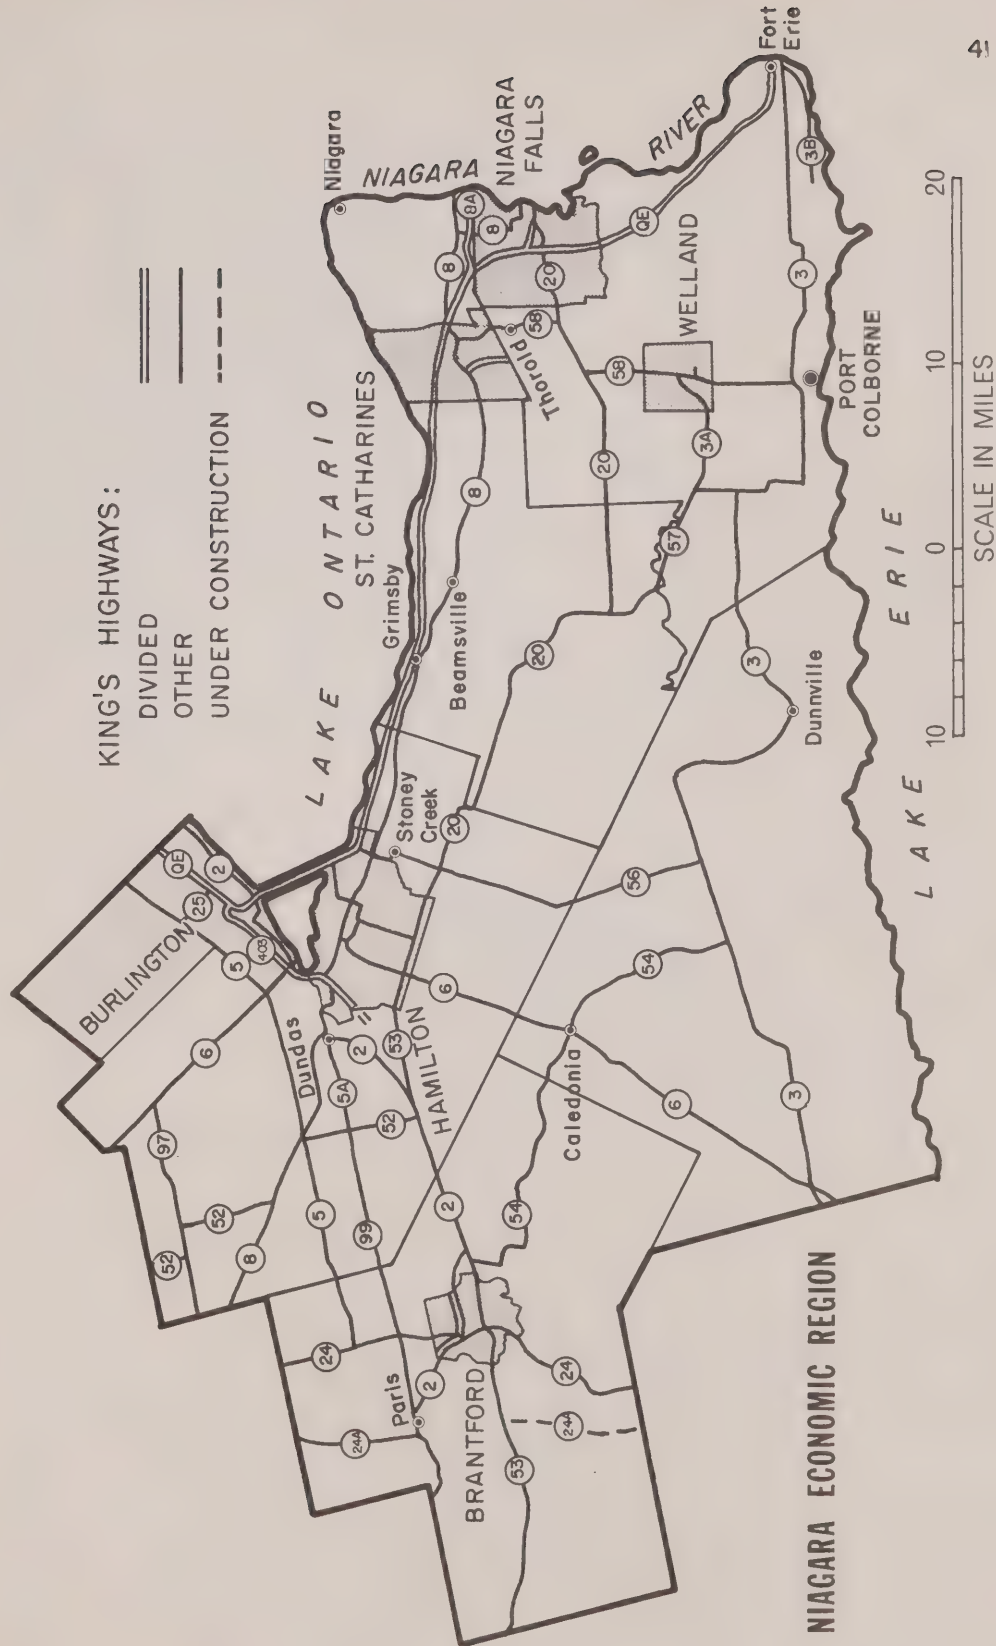 NIAGARA ECONOMIC REGION
KING'S HIGHWAYS:
DIVIDED
OTHER
UNDER CONSTRUCTION
LAKE ONTARIO
LAKE ERIE
NIAGARA RIVER
BURLINGTON
HAMILTON
BRANTFORD
ST. CATHARINES
NIAGARA
FALLS
WELLAND
PORT
COLBORNE
Niagara
Fort
Erie
Thorold
Grimsby
Beamsville
Stoney
Creek
Dundas
Caledonia
Dunnville
Paris
QE
2
25
403
5
6
97
52
52
52
8
5
5A
2
53
99
2
54
24
24A
2
53
24
24A
6
20
56
54
6
3
3
20
8
57
3A
20
58
58
20
8
8A
8
QE
3
3B
10
0
10
20
SCALE IN MILES
41